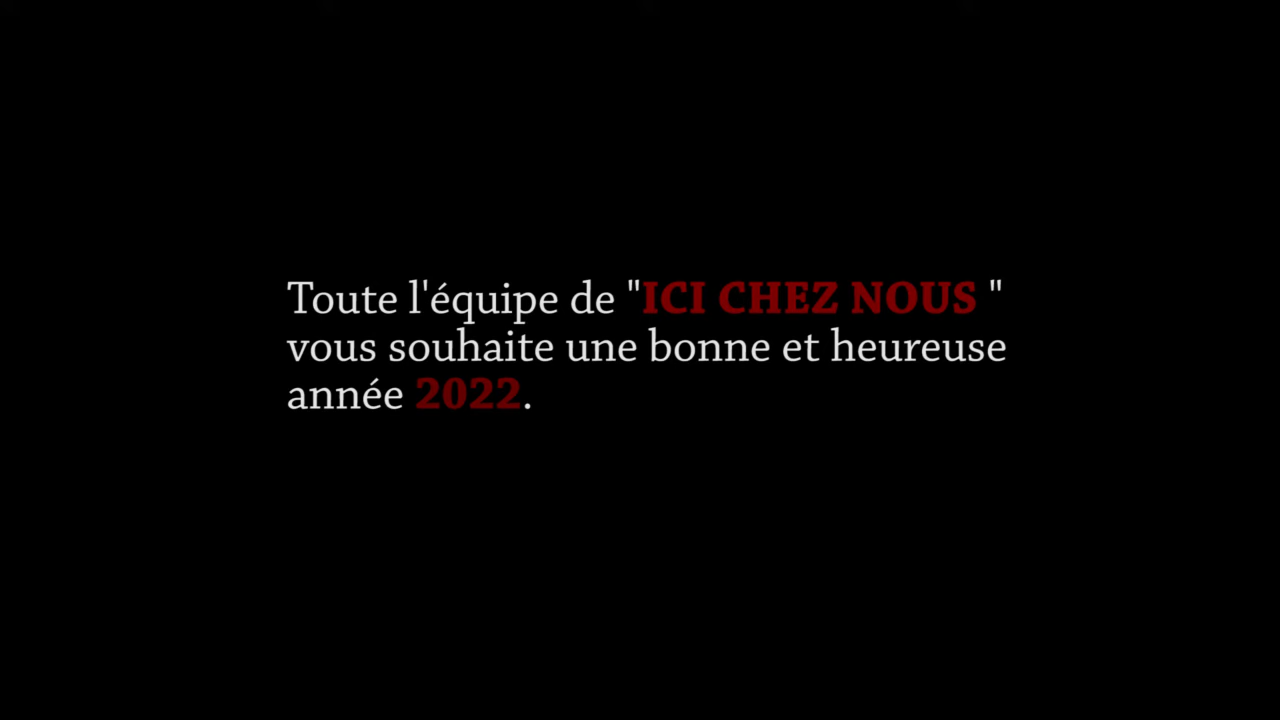 Toute l'équipe de "ICI CHEZ NOUS "
vous souhaite une bonne et heureuse
année 2022.